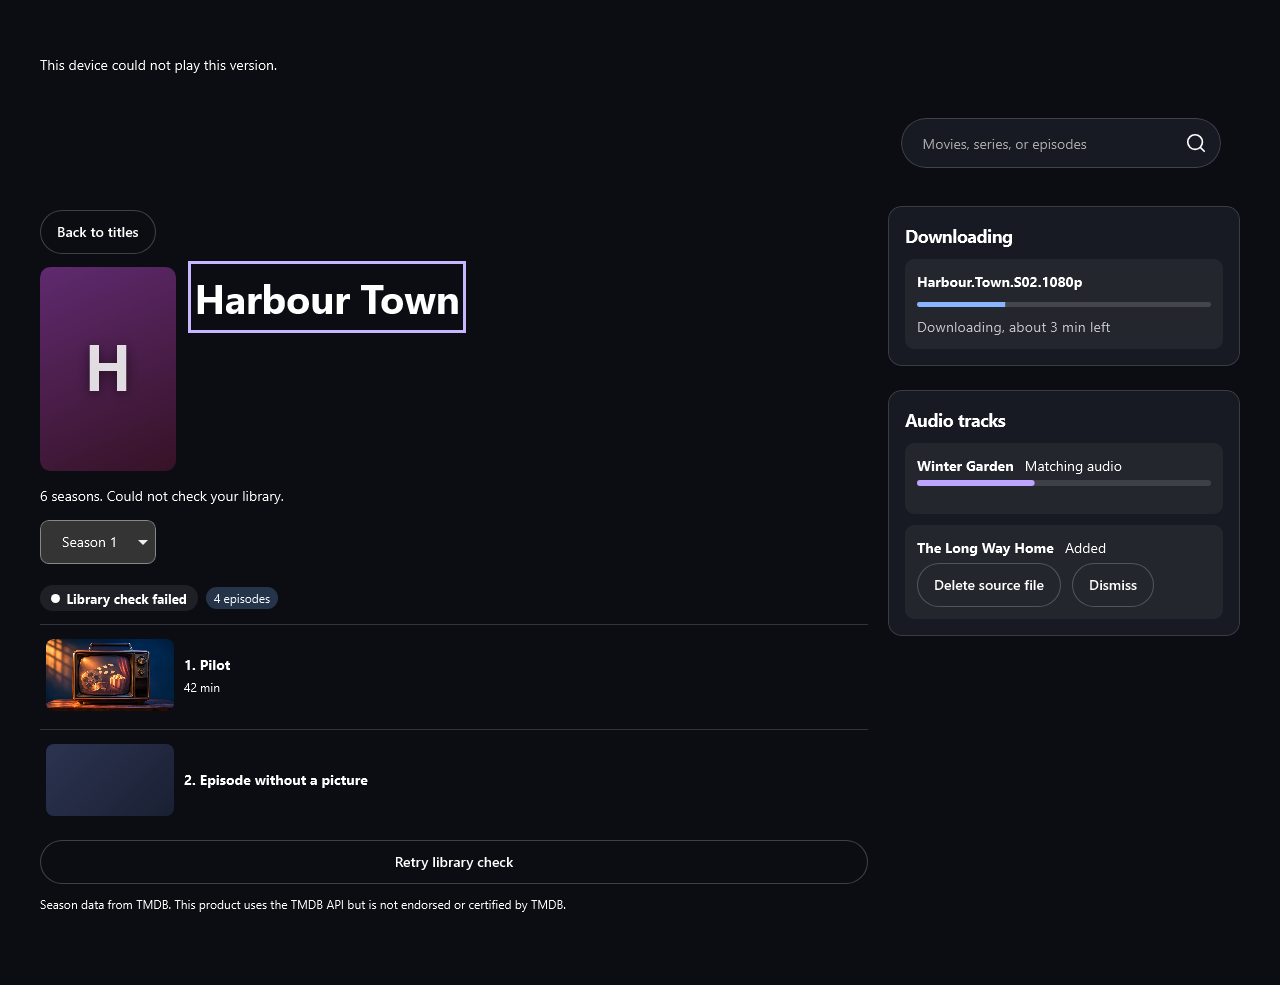 This device could not play this version.
Movies, series, or episodes
Back to titles
H
Harbour Town
6 seasons. Could not check your library.
Season 1
Library check failed
4 episodes
1. Pilot
42 min
2. Episode without a picture
Retry library check
Season data from TMDB. This product uses the TMDB API but is not endorsed or certified by TMDB.
Downloading
Harbour.Town.S02.1080p
Downloading, about 3 min left
Audio tracks
Winter Garden Matching audio
The Long Way Home Added
Delete source file
Dismiss